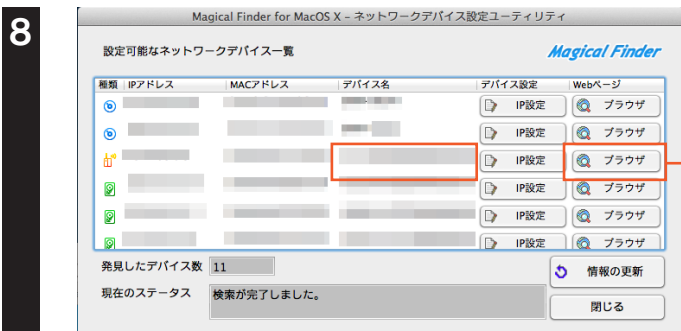 8
Magical Finder for MacOS X – ネットワークデバイス設定ユーティリティ
設定可能なネットワークデバイス一覧
Magical Finder
種類 IPアドレス MACアドレス デバイス名 デバイス設定 Webページ
IP設定 ブラウザ
IP設定 ブラウザ
IP設定 ブラウザ
IP設定 ブラウザ
IP設定 ブラウザ
IP設定 ブラウザ
発見したデバイス数 11
情報の更新
現在のステータス 検索が完了しました。
閉じる